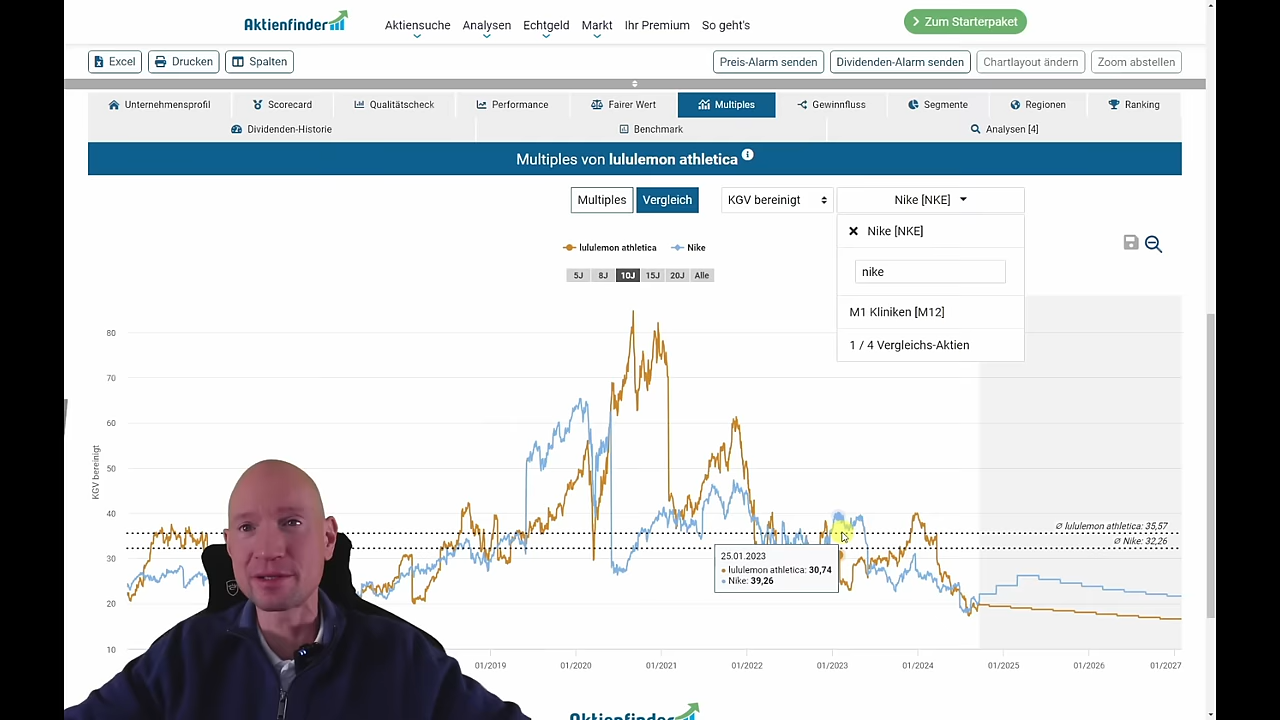 Aktienfinder
Aktiensuche Analysen Echtgeld Markt Ihr Premium So geht's
Zum Starterpaket
Excel Drucken Spalten
Preis-Alarm senden Dividenden-Alarm senden Chartlayout ändern Zoom abstellen
Unternehmensprofil Scorecard Qualitätscheck Performance Fairer Wert Multiples Gewinnfluss Segmente Regionen Ranking
Dividenden-Historie Benchmark Analysen [4]
Multiples von lululemon athletica
Multiples Vergleich KGV bereinigt Nike [NKE]
Nike [NKE]
nike
M1 Kliniken [M12]
1 / 4 Vergleichs-Aktien
lululemon athletica Nike
5J 8J 10J 15J 20J Alle
80
70
60
50
40
30
20
10
KGV bereinigt
Ø lululemon athletica: 35,57
Ø Nike: 32,26
25.01.2023
lululemon athletica: 30,74
Nike: 39,26
01/2019 01/2020 01/2021 01/2022 01/2023 01/2024 01/2025 01/2026 01/2027
Aktienfinder